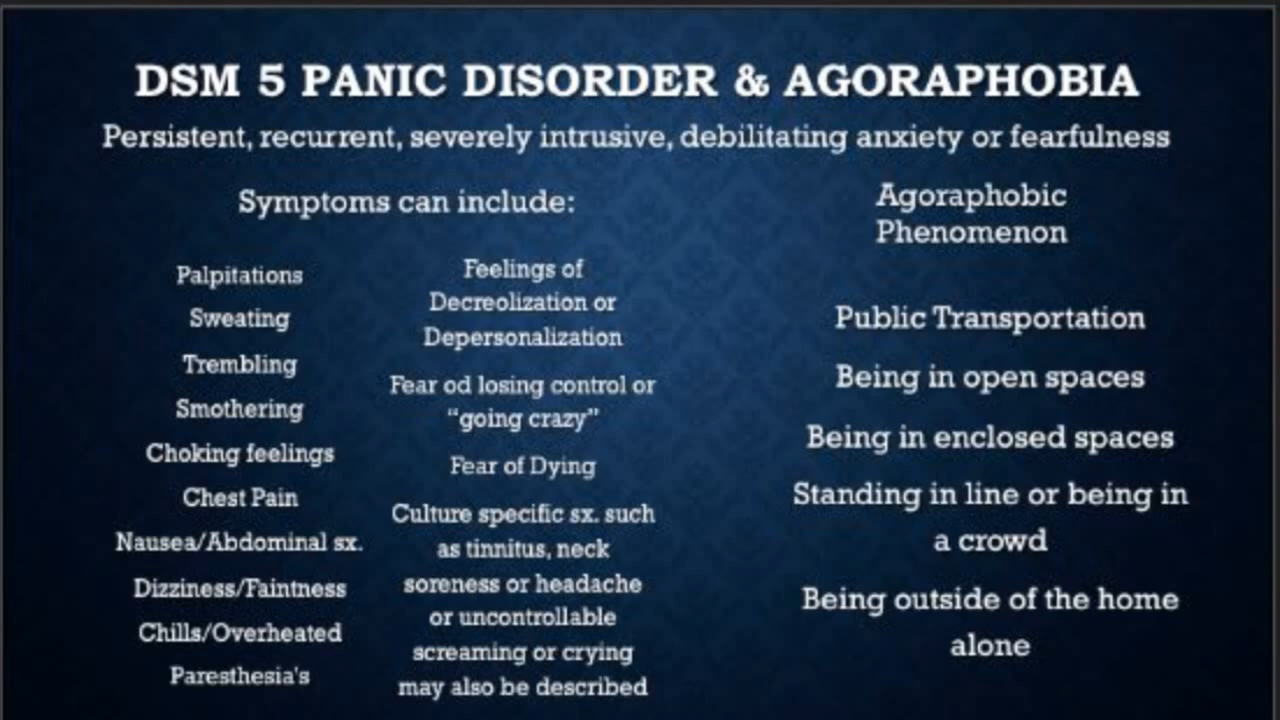 DSM 5 PANIC DISORDER & AGORAPHOBIA
Persistent, recurrent, severely intrusive, debilitating anxiety or fearfulness
Symptoms can include:
Palpitations
Sweating
Trembling
Smothering
Choking feelings
Chest Pain
Nausea/Abdominal sx.
Dizziness/Faintness
Chills/Overheated
Paresthesia's
Feelings of
Decreolization or
Depersonalization
Fear od losing control or
“going crazy”
Fear of Dying
Culture specific sx. such
as tinnitus, neck
soreness or headache
or uncontrollable
screaming or crying
may also be described
Agoraphobic
Phenomenon
Public Transportation
Being in open spaces
Being in enclosed spaces
Standing in line or being in
a crowd
Being outside of the home
alone